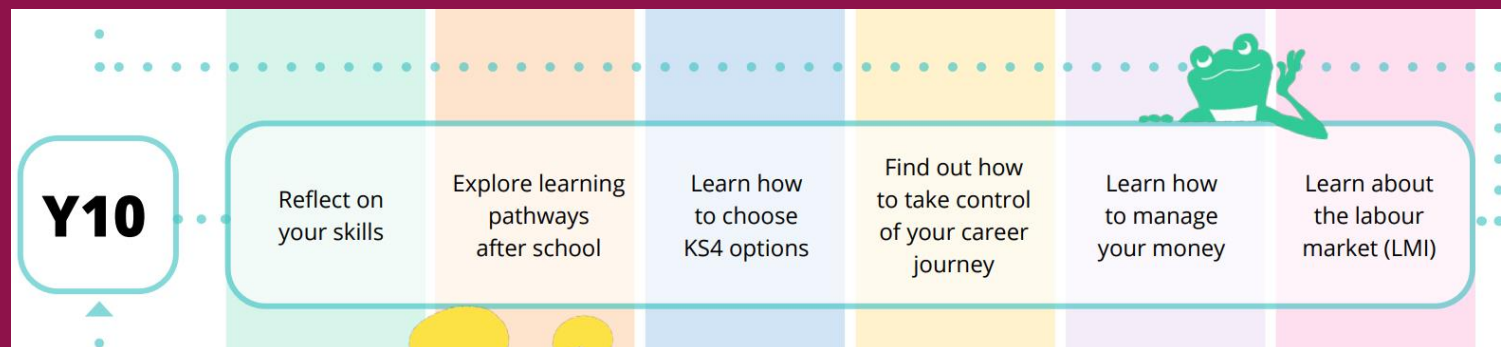 Y10
Reflect on
your skills
Explore learning
pathways
after school
Learn how
to choose
KS4 options
Find out how
to take control
of your career
journey
Learn how
to manage
your money
Learn about
the labour
market (LMI)